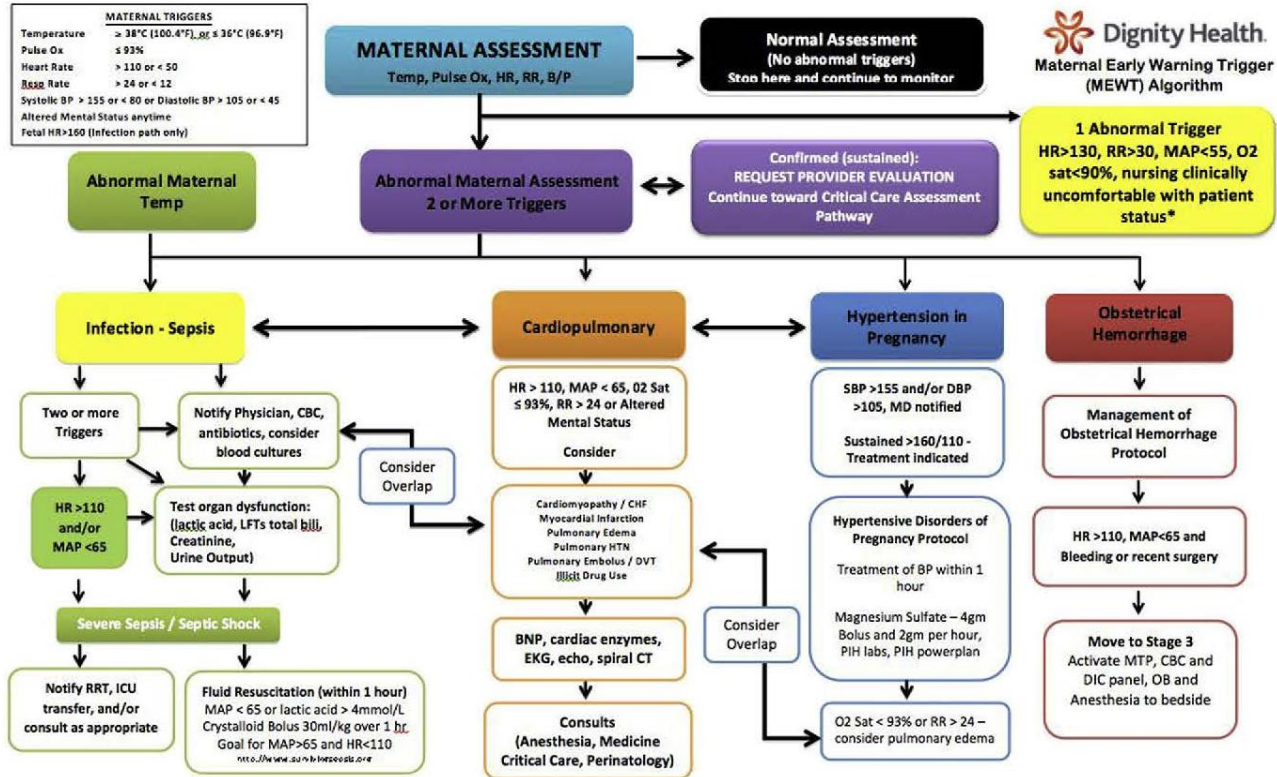 MATERNAL TRIGGERS
Temperature ≥ 38°C (100.4°F), or ≤ 36°C (96.9°F)
Pulse Ox ≤ 93%
Heart Rate > 110 or < 50
Resp Rate > 24 or < 12
Systolic BP > 155 or < 80 or Diastolic BP > 105 or < 45
Altered Mental Status anytime
Fetal HR>160 (Infection path only)
MATERNAL ASSESSMENT
Temp, Pulse Ox, HR, RR, B/P
Normal Assessment
(No abnormal triggers)
Stop here and continue to monitor
Dignity Health.
Maternal Early Warning Trigger
(MEWT) Algorithm
1 Abnormal Trigger
HR>130, RR>30, MAP<55, O2
sat<90%, nursing clinically
uncomfortable with patient
status*
Abnormal Maternal
Temp
Abnormal Maternal Assessment
2 or More Triggers
Confirmed (sustained):
REQUEST PROVIDER EVALUATION
Continue toward Critical Care Assessment
Pathway
Infection - Sepsis
Cardiopulmonary
Hypertension in
Pregnancy
Obstetrical
Hemorrhage
Two or more
Triggers
Notify Physician, CBC,
antibiotics, consider
blood cultures
HR >110
and/or
MAP <65
Test organ dysfunction:
(lactic acid, LFTs total bili,
Creatinine,
Urine Output)
Severe Sepsis / Septic Shock
Notify RRT, ICU
transfer, and/or
consult as appropriate
Fluid Resuscitation (within 1 hour)
MAP < 65 or lactic acid > 4mmol/L
Crystalloid Bolus 30ml/kg over 1 hr
Goal for MAP>65 and HR<110
Consider
Overlap
HR > 110, MAP < 65, 02 Sat
≤ 93%, RR > 24 or Altered
Mental Status
Consider
Cardiomyopathy / CHF
Myocardial Infarction
Pulmonary Edema
Pulmonary HTN
Pulmonary Embolus / DVT
Illicit Drug Use
BNP, cardiac enzymes,
EKG, echo, spiral CT
Consults
(Anesthesia, Medicine
Critical Care, Perinatology)
Consider
Overlap
SBP >155 and/or DBP
>105, MD notified
Sustained >160/110 -
Treatment indicated
Hypertensive Disorders of
Pregnancy Protocol
Treatment of BP within 1
hour
Magnesium Sulfate – 4gm
Bolus and 2gm per hour,
PIH labs, PIH powerplan
O2 Sat < 93% or RR > 24 –
consider pulmonary edema
Management of
Obstetrical Hemorrhage
Protocol
HR >110, MAP<65 and
Bleeding or recent surgery
Move to Stage 3
Activate MTP, CBC and
DIC panel, OB and
Anesthesia to bedside